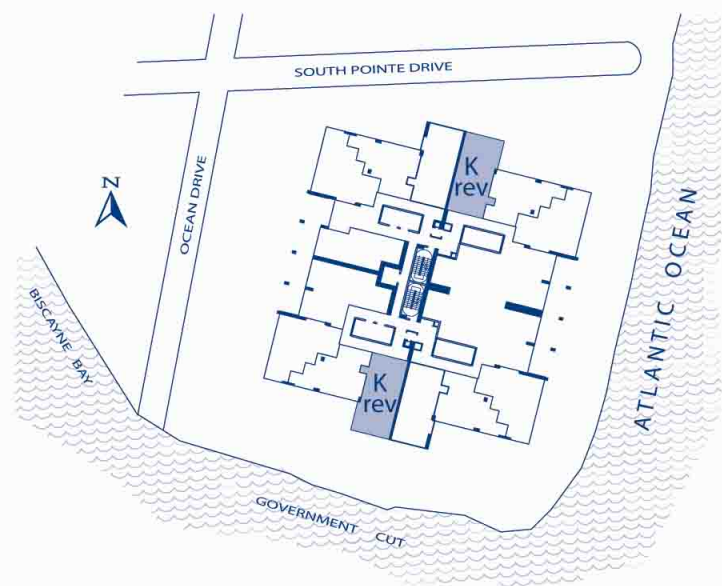 SOUTH POINTE DRIVE
K
rev
N
OCEAN DRIVE
ATLANTIC OCEAN
BISCAYNE BAY
K
rev
GOVERNMENT CUT